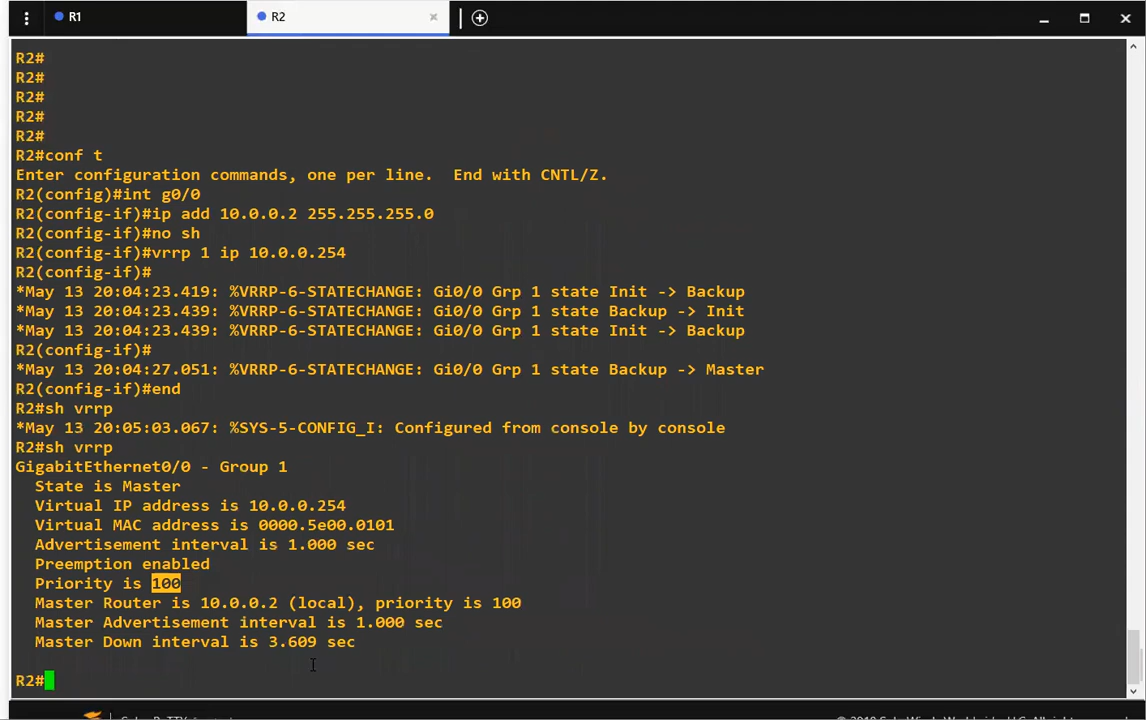 R1
R2
R2#
R2#
R2#
R2#
R2#
R2#conf t
Enter configuration commands, one per line.  End with CNTL/Z.
R2(config)#int g0/0
R2(config-if)#ip add 10.0.0.2 255.255.255.0
R2(config-if)#no sh
R2(config-if)#vrrp 1 ip 10.0.0.254
R2(config-if)#
*May 13 20:04:23.419: %VRRP-6-STATECHANGE: Gi0/0 Grp 1 state Init -> Backup
*May 13 20:04:23.439: %VRRP-6-STATECHANGE: Gi0/0 Grp 1 state Backup -> Init
*May 13 20:04:23.439: %VRRP-6-STATECHANGE: Gi0/0 Grp 1 state Init -> Backup
R2(config-if)#
*May 13 20:04:27.051: %VRRP-6-STATECHANGE: Gi0/0 Grp 1 state Backup -> Master
R2(config-if)#end
R2#sh vrrp
*May 13 20:05:03.067: %SYS-5-CONFIG_I: Configured from console by console
R2#sh vrrp
GigabitEthernet0/0 - Group 1
  State is Master
  Virtual IP address is 10.0.0.254
  Virtual MAC address is 0000.5e00.0101
  Advertisement interval is 1.000 sec
  Preemption enabled
  Priority is 100
  Master Router is 10.0.0.2 (local), priority is 100
  Master Advertisement interval is 1.000 sec
  Master Down interval is 3.609 sec
R2#